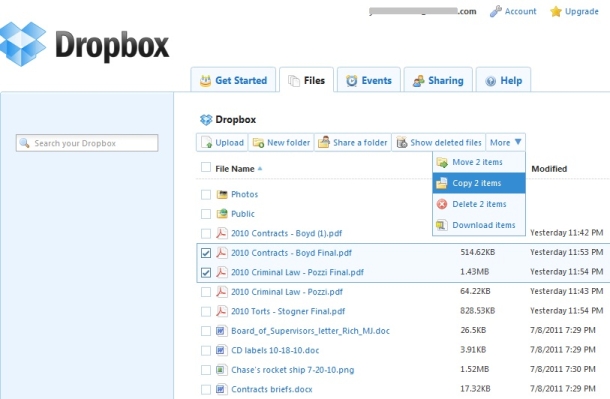 .com Account Upgrade
Dropbox
Get Started Files Events Sharing Help
Search your Dropbox
Dropbox
Upload New folder Share a folder Show deleted files More ▼
File Name Modified
Move 2 items
Copy 2 items
Delete 2 items
Download items
Photos
Public
2010 Contracts - Boyd (1).pdf Yesterday 11:42 PM
2010 Contracts - Boyd Final.pdf 514.62KB Yesterday 11:53 PM
2010 Criminal Law - Pozzi Final.pdf 1.43MB Yesterday 11:54 PM
2010 Criminal Law - Pozzi.pdf 64.22KB Yesterday 11:43 PM
2010 Torts - Stogner Final.pdf 828.53KB Yesterday 11:54 PM
Board_of_Supervisors_letter_Rich_MJ.doc 26.5KB 7/8/2011 7:29 PM
CD labels 10-18-10.doc 3.91KB 7/8/2011 7:29 PM
Chase's rocket ship 7-20-10.png 1.52MB 7/8/2011 7:30 PM
Contracts briefs.docx 17.32KB 7/8/2011 7:29 PM